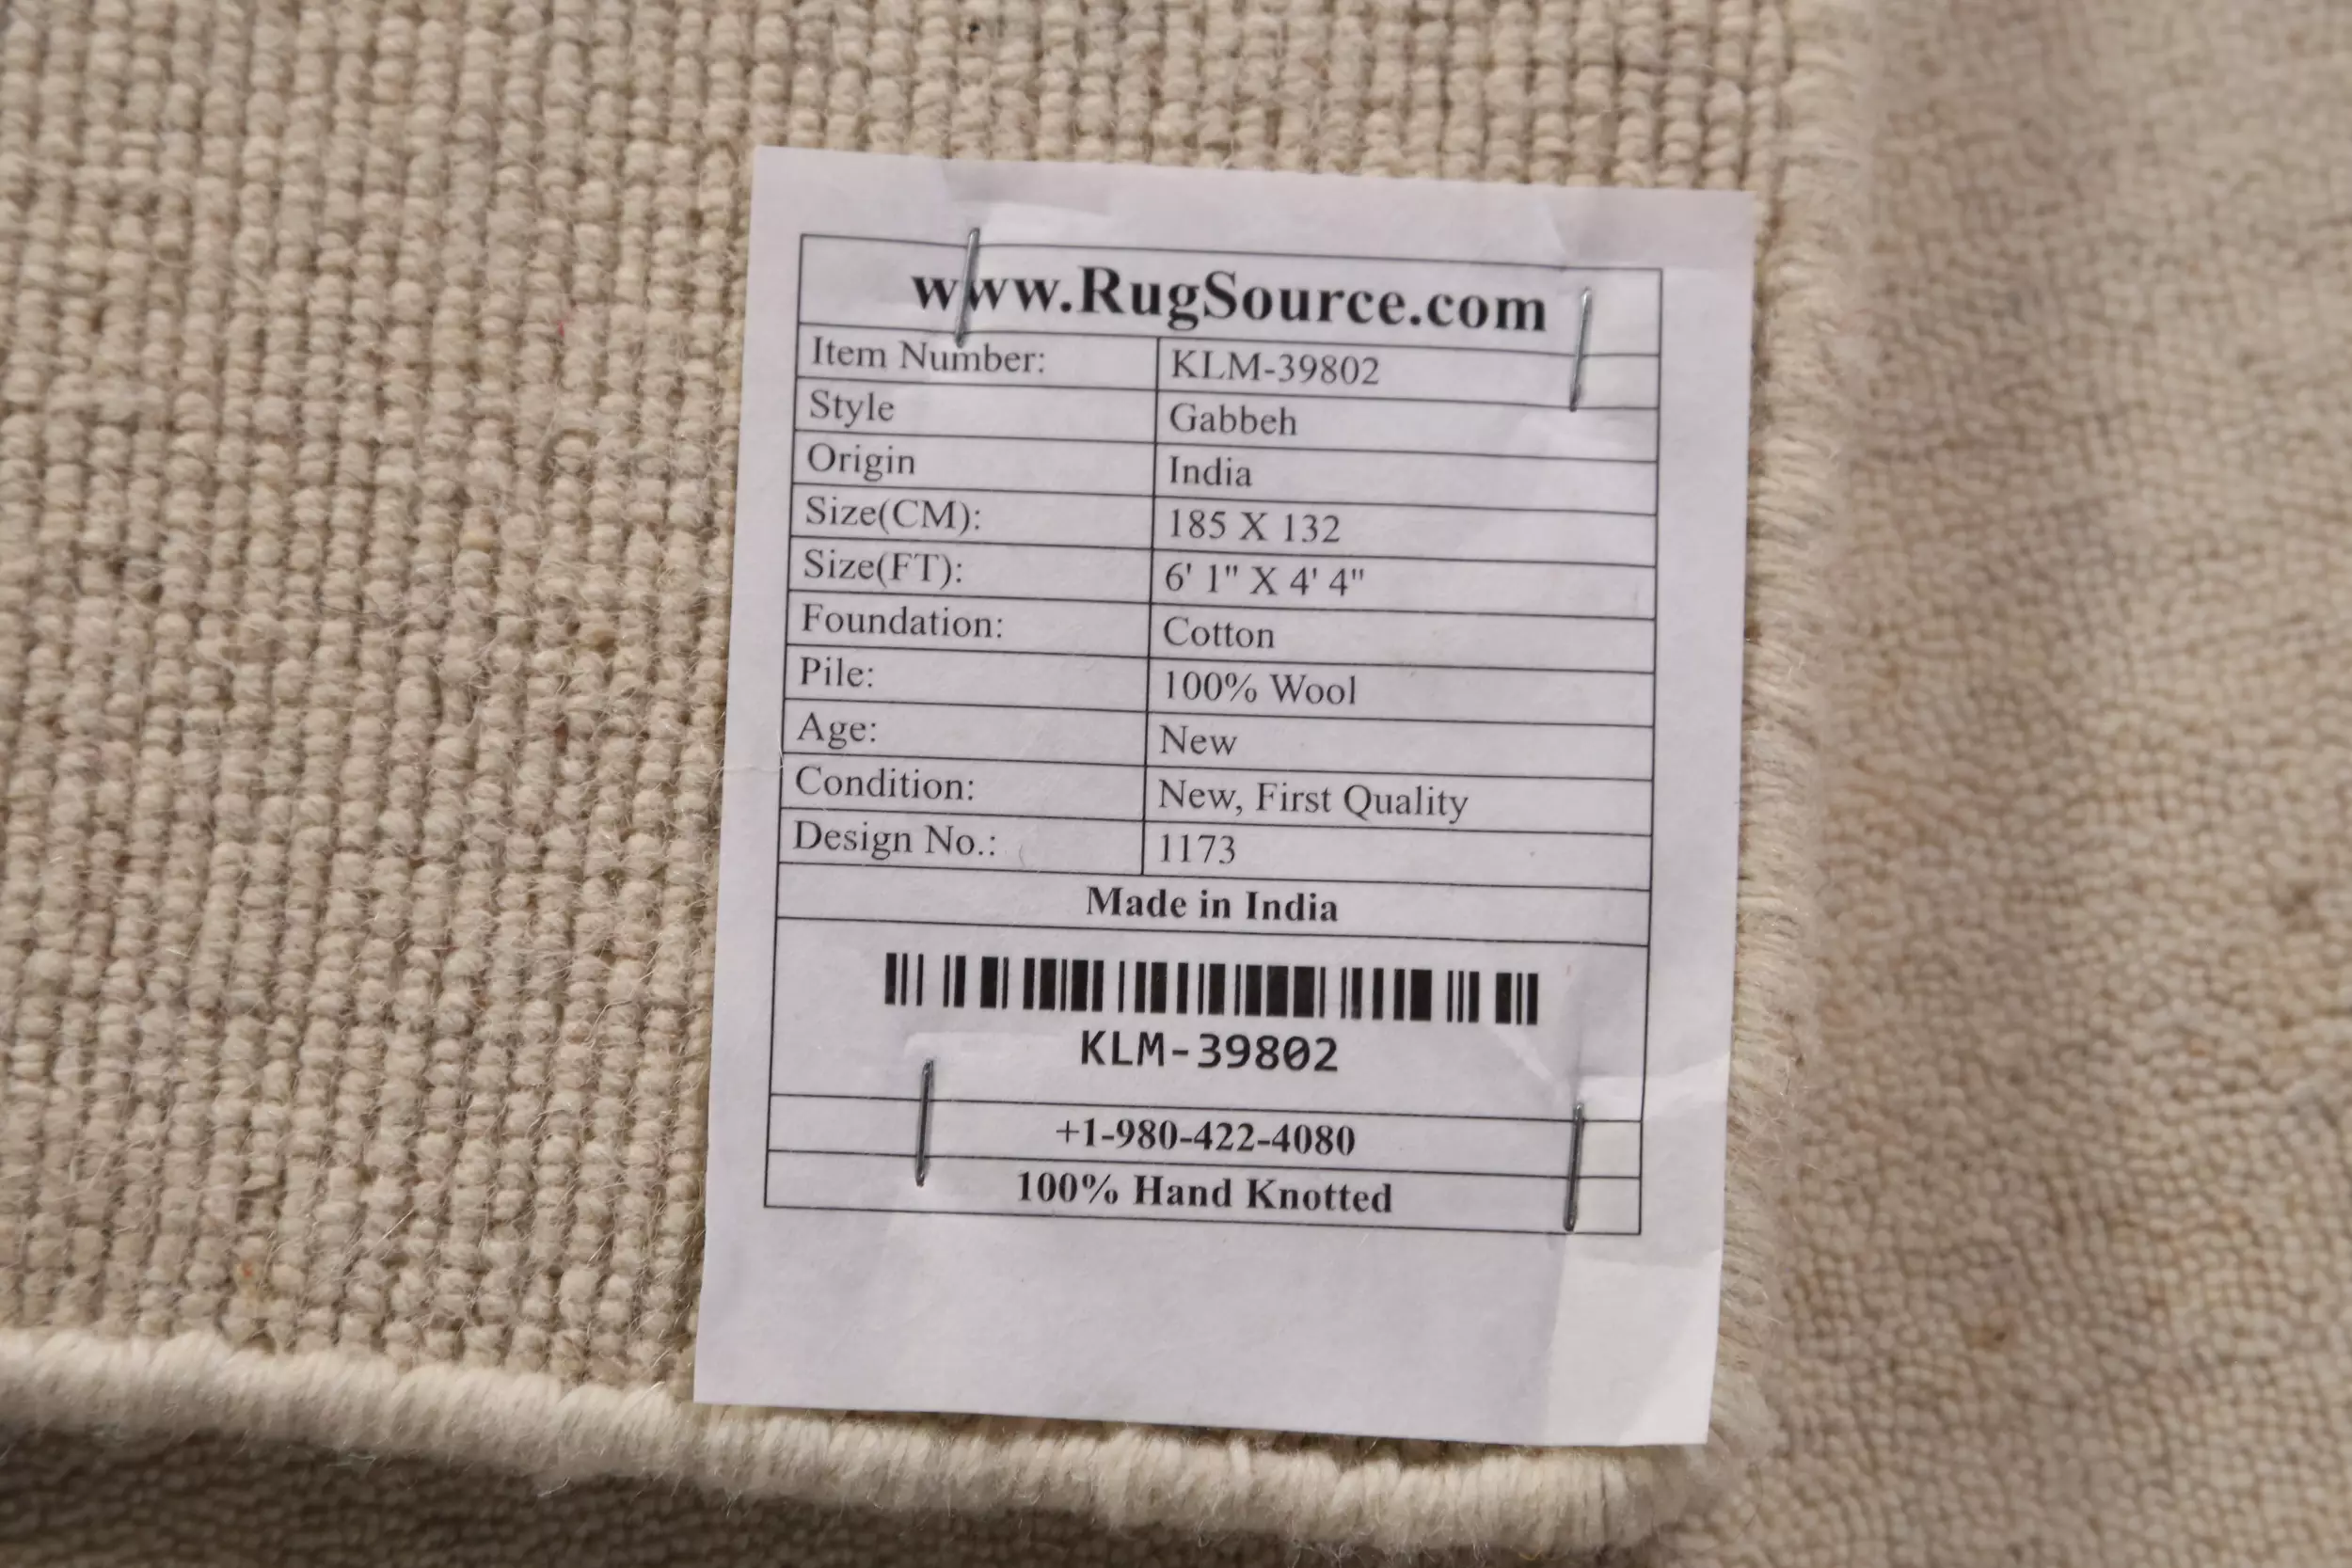 www.RugSource.com
Item Number: KLM-39802
Style Gabbeh
Origin India
Size(CM): 185 X 132
Size(FT): 6' 1" X 4' 4"
Foundation: Cotton
Pile: 100% Wool
Age: New
Condition: New, First Quality
Design No.: 1173
Made in India
KLM-39802
+1-980-422-4080
100% Hand Knotted